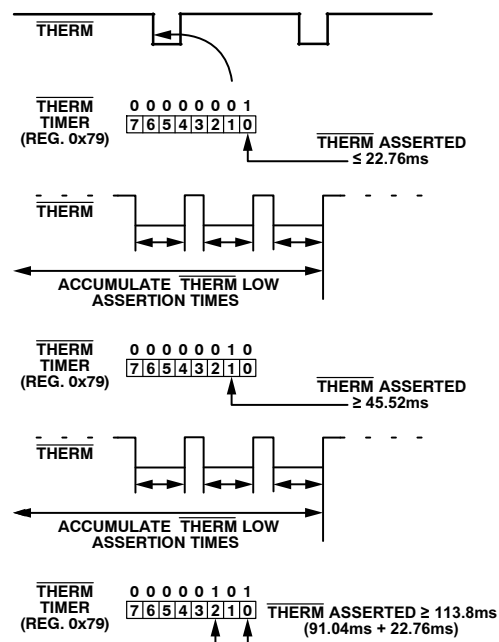 THERM
THERM
TIMER
(REG. 0x79)
0 0 0 0 0 0 0 1
7 6 5 4 3 2 1 0
THERM ASSERTED
≤ 22.76ms
THERM
ACCUMULATE THERM LOW
ASSERTION TIMES
THERM
TIMER
(REG. 0x79)
0 0 0 0 0 0 1 0
7 6 5 4 3 2 1 0
THERM ASSERTED
≥ 45.52ms
THERM
ACCUMULATE THERM LOW
ASSERTION TIMES
THERM
TIMER
(REG. 0x79)
0 0 0 0 0 1 0 1
7 6 5 4 3 2 1 0
THERM ASSERTED ≥ 113.8ms
(91.04ms + 22.76ms)